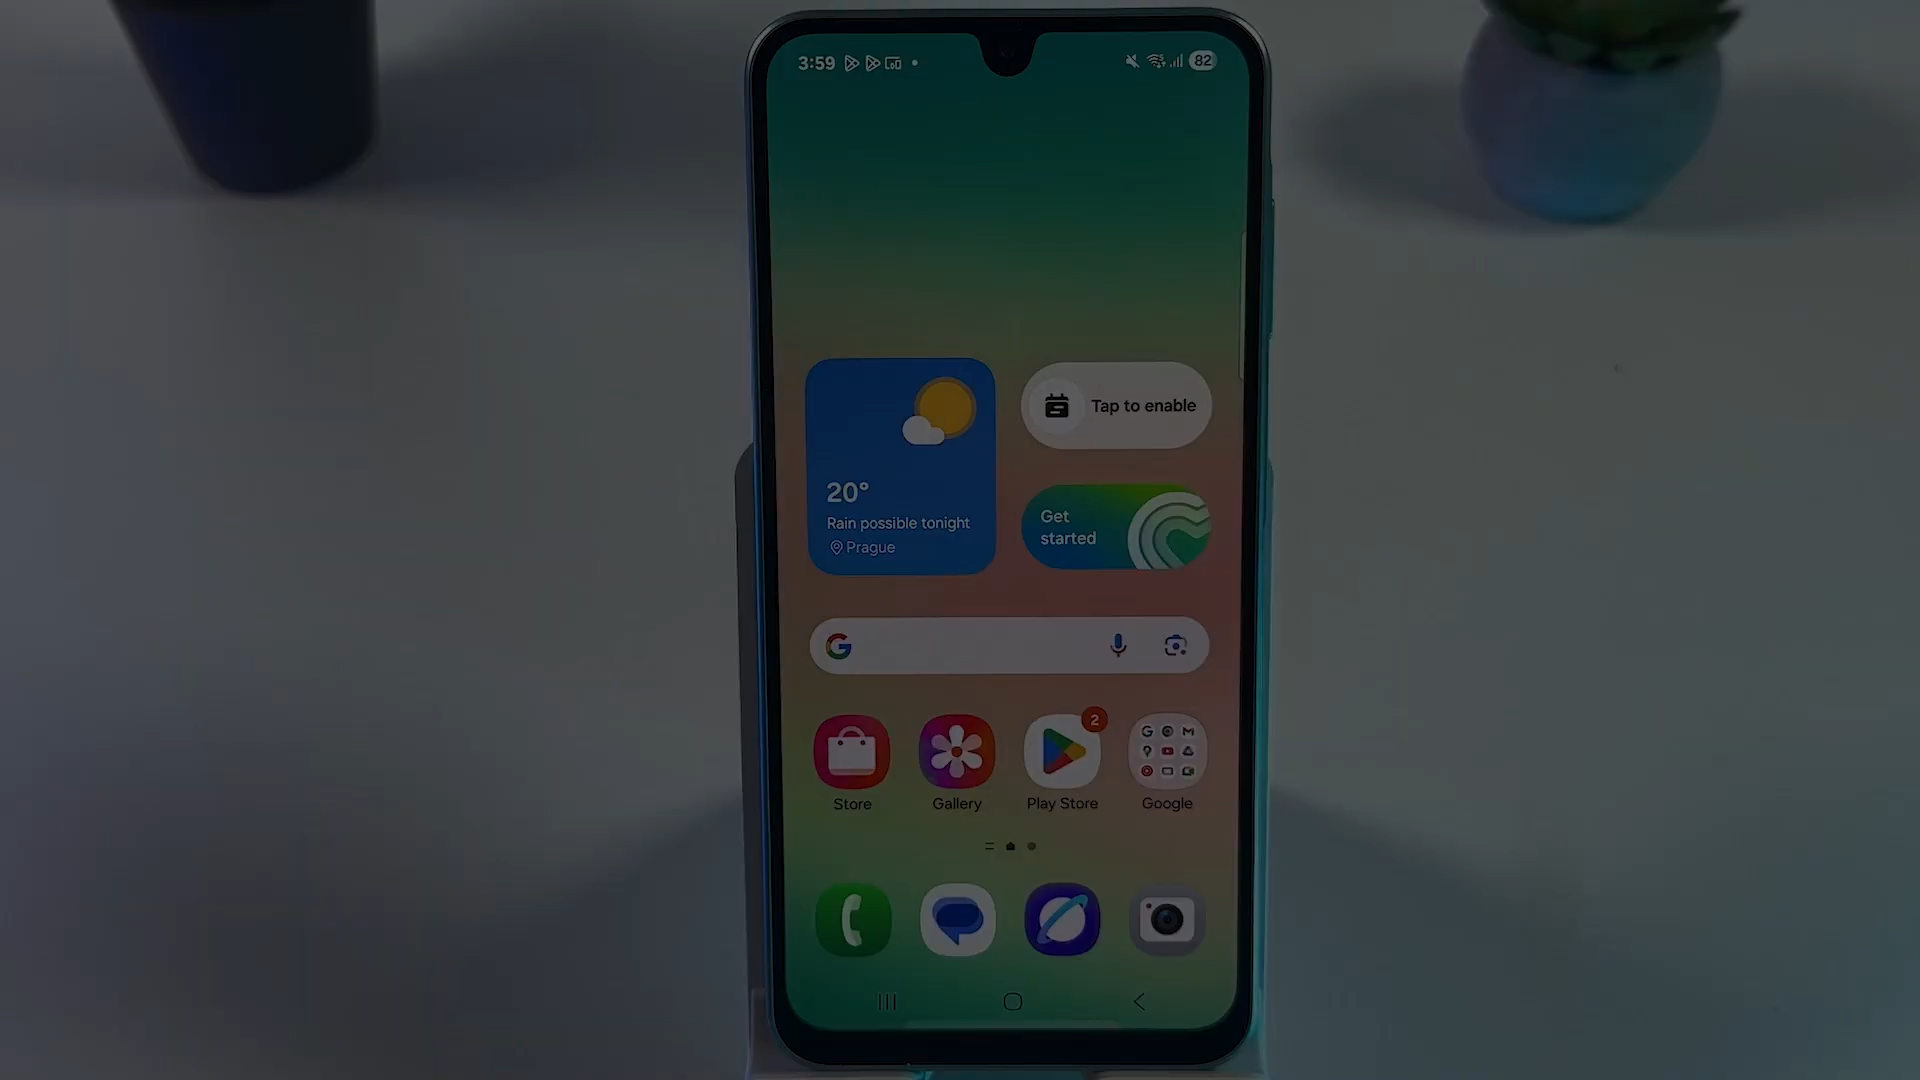 3:59
82
Tap to enable
20°
Rain possible tonight
Prague
Get
started
2
Store
Gallery
Play Store
Google